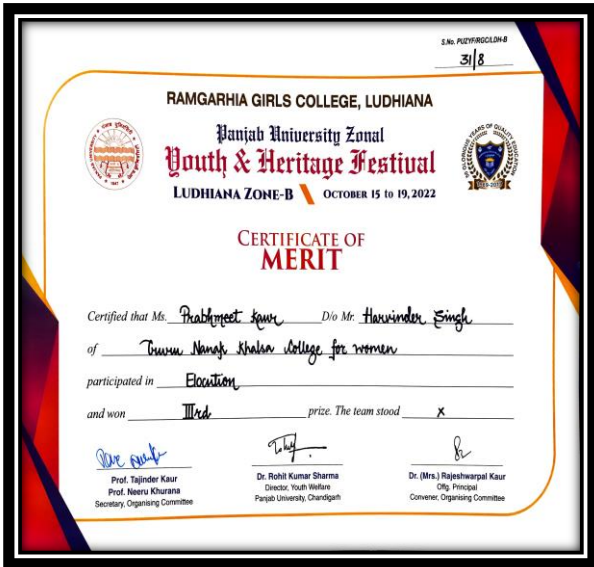 S.No. PUZYF/RGC/LDH-B
31/8
RAMGARHIA GIRLS COLLEGE, LUDHIANA
Panjab University Zonal
Youth & Heritage Festival
LUDHIANA ZONE-B OCTOBER 15 to 19, 2022
CERTIFICATE OF
MERIT
Certified that Ms. Prabhmeet Kaur D/o Mr. Harvinder Singh
of Guru Nanak Khalsa College for women
participated in Elocution
and won IIIrd prize. The team stood x
Prof. Tajinder Kaur
Prof. Neeru Khurana
Secretary, Organising Committee
Dr. Rohit Kumar Sharma
Director, Youth Welfare
Panjab University, Chandigarh
Dr. (Mrs.) Rajeshwarpal Kaur
Offg. Principal
Convener, Organising Committee